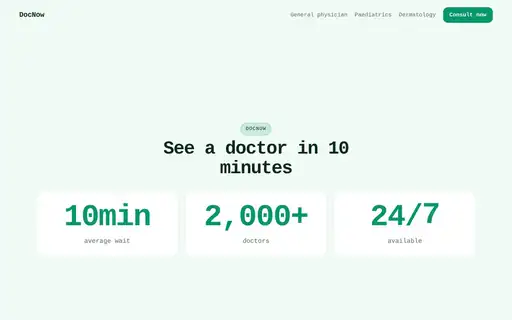 DocNow
General physician Paediatrics Dermatology Consult now
DOCNOW
See a doctor in 10
minutes
10min 2,000+ 24/7
average wait doctors available